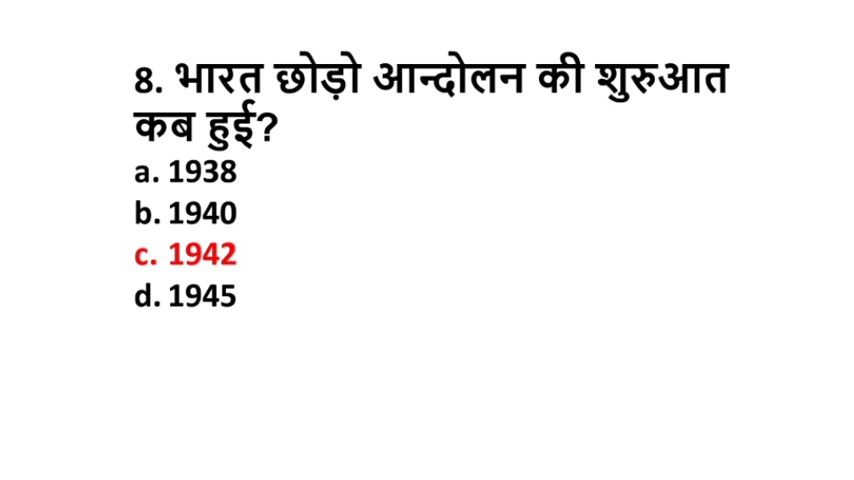 8. भारत छोड़ो आन्दोलन की शुरुआत
कब हुई?
a. 1938
b. 1940
c. 1942
d. 1945